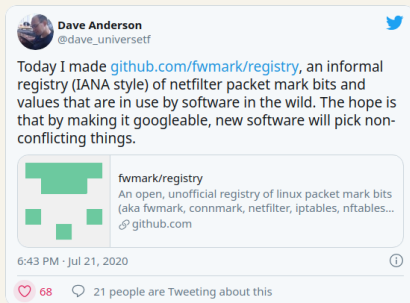 Dave Anderson
@dave_universetf
Today I made github.com/fwmark/registry, an informal
registry (IANA style) of netfilter packet mark bits and
values that are in use by software in the wild. The hope is
that by making it googleable, new software will pick non-
conflicting things.
fwmark/registry
An open, unofficial registry of linux packet mark bits
(aka fwmark, connmark, netfilter, iptables, nftables...
github.com
6:43 PM · Jul 21, 2020
68
21 people are Tweeting about this